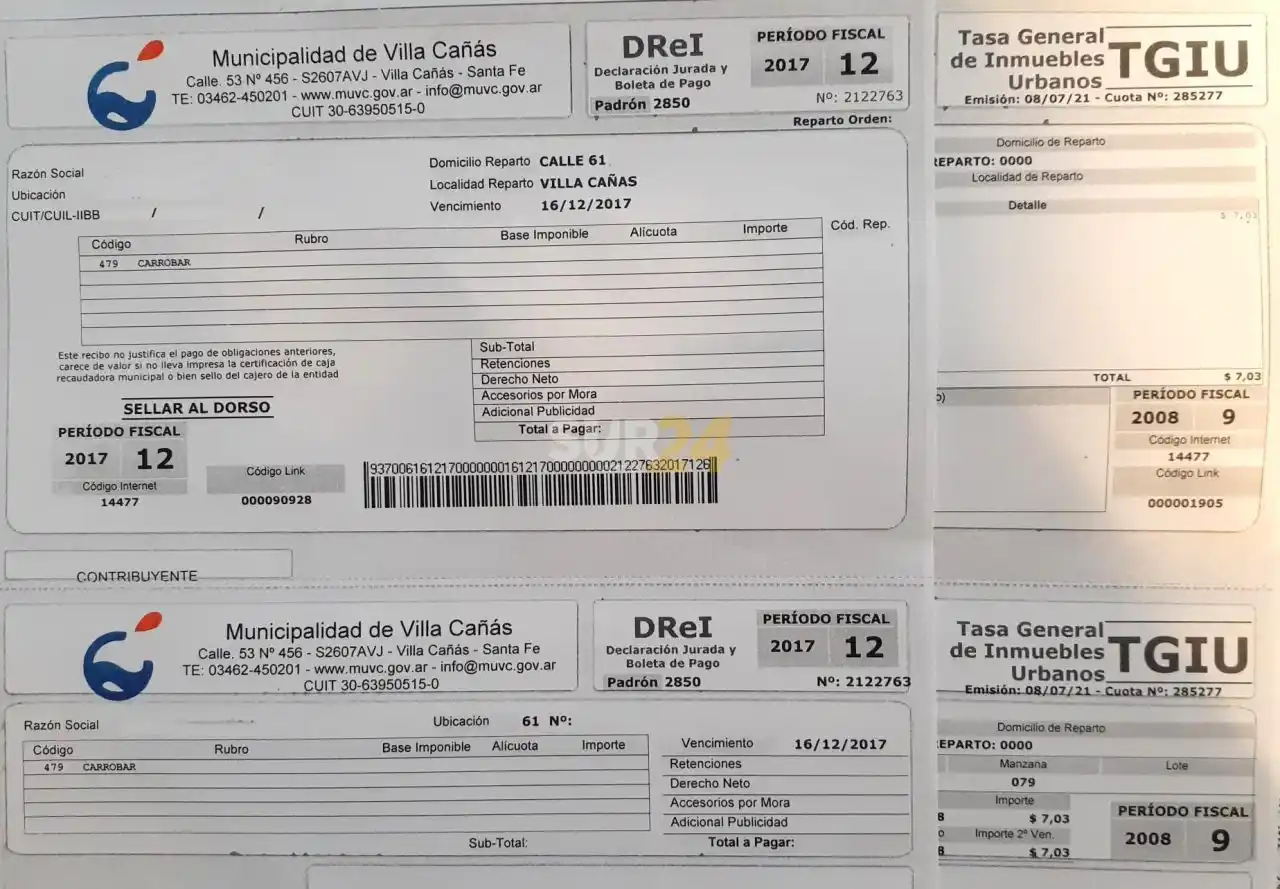 Municipalidad de Villa Cañás
Calle. 53 Nº 456 - S2607AVJ - Villa Cañás - Santa Fe
TE: 03462-450201 - www.muvc.gov.ar - info@muvc.gov.ar
CUIT 30-63950515-0
DReI
Declaración Jurada y
Boleta de Pago
Padrón 2850
PERÍODO FISCAL
2017 12
Nº: 2122763
Reparto Orden:
Razón Social
Ubicación
CUIT/CUIL-IIBB / /
Domicilio Reparto CALLE 61
Localidad Reparto VILLA CAÑAS
Vencimiento 16/12/2017
Código Rubro Base Imponible Alícuota Importe Cód. Rep.
479 CARROBAR
Este recibo no justifica el pago de obligaciones anteriores,
carece de valor si no lleva impresa la certificación de caja
recaudadora municipal o bien sello del cajero de la entidad
SELLAR AL DORSO
Sub-Total
Retenciones
Derecho Neto
Accesorios por Mora
Adicional Publicidad
Total a Pagar:
SUR24
PERÍODO FISCAL
2017 12
Código Internet
14477
Código Link
000090928
CONTRIBUYENTE
Tasa General
de Inmuebles
Urbanos
TGIU
Emisión: 08/07/21 - Cuota Nº: 285277
Domicilio de Reparto
REPARTO: 0000
Localidad de Reparto
Detalle
$ 7,03
TOTAL $ 7,03
PERÍODO FISCAL
2008 9
Código Internet
14477
Código Link
000001905
Municipalidad de Villa Cañás
Calle. 53 Nº 456 - S2607AVJ - Villa Cañás - Santa Fe
TE: 03462-450201 - www.muvc.gov.ar - info@muvc.gov.ar
CUIT 30-63950515-0
DReI
Declaración Jurada y
Boleta de Pago
Padrón 2850
PERÍODO FISCAL
2017 12
Nº: 2122763
Razón Social
Ubicación 61 Nº:
Código Rubro Base Imponible Alícuota Importe
479 CARROBAR
Sub-Total:
Vencimiento 16/12/2017
Retenciones
Derecho Neto
Accesorios por Mora
Adicional Publicidad
Total a Pagar:
Tasa General
de Inmuebles
Urbanos
TGIU
Emisión: 08/07/21 - Cuota Nº: 285277
Domicilio de Reparto
EPARTO: 0000
Manzana Lote
079
Importe
8 $ 7,03
Importe 2º Ven.
$ 7,03
PERÍODO FISCAL
2008 9